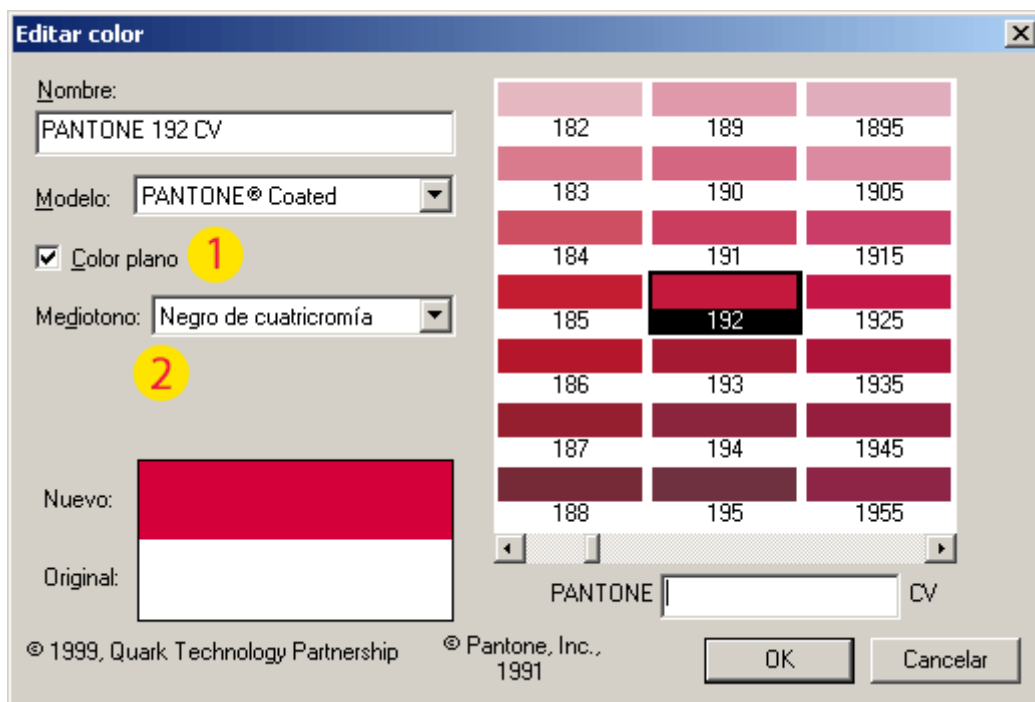 Editar color
Nombre:
PANTONE 192 CV
Modelo: PANTONE® Coated
Color plano 1
Mediotono: Negro de cuatricromía
2
Nuevo:
Original:
182 189 1895
183 190 1905
184 191 1915
185 192 1925
186 193 1935
187 194 1945
188 195 1955
PANTONE CV
© 1999, Quark Technology Partnership
© Pantone, Inc.,
1991
OK Cancelar